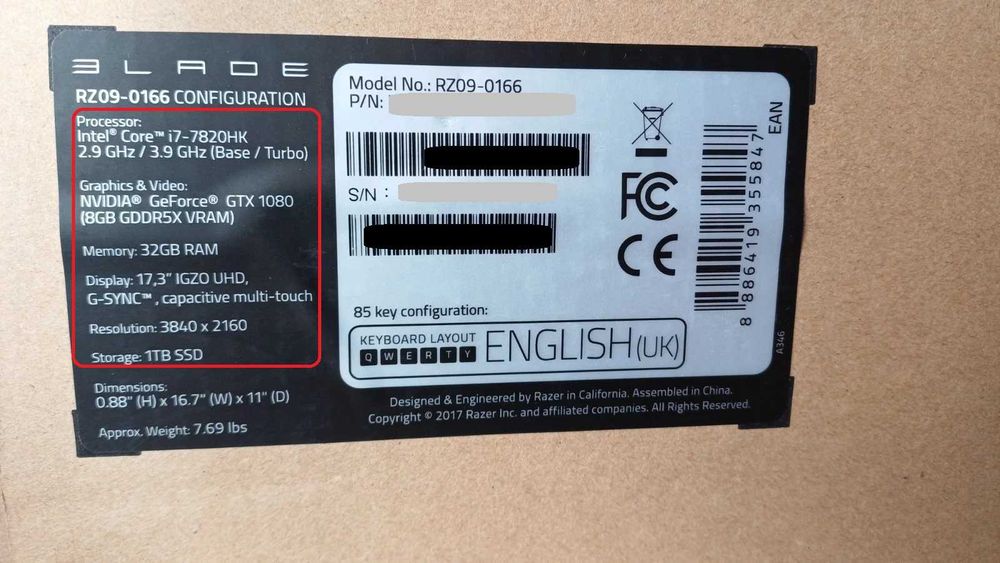 BLADE
RZ09-0166 CONFIGURATION
Processor:
Intel® Core™ i7-7820HK
2.9 GHz / 3.9 GHz (Base / Turbo)
Graphics & Video:
NVIDIA® GeForce® GTX 1080
(8GB GDDR5X VRAM)
Memory: 32GB RAM
Display: 17,3" IGZO UHD,
G-SYNC™, capacitive multi-touch
Resolution: 3840 x 2160
Storage: 1TB SSD
Dimensions:
0.88" (H) x 16.7" (W) x 11" (D)
Approx. Weight: 7.69 lbs
Model No.: RZ09-0166
P/N:
S/N :
85 key configuration:
KEYBOARD LAYOUT
QWERTY
ENGLISH (UK)
FC
CE
8 886419 355847
EAN
A346
Designed & Engineered by Razer in California. Assembled in China.
Copyright © 2017 Razer Inc. and affiliated companies. All Rights Reserved.